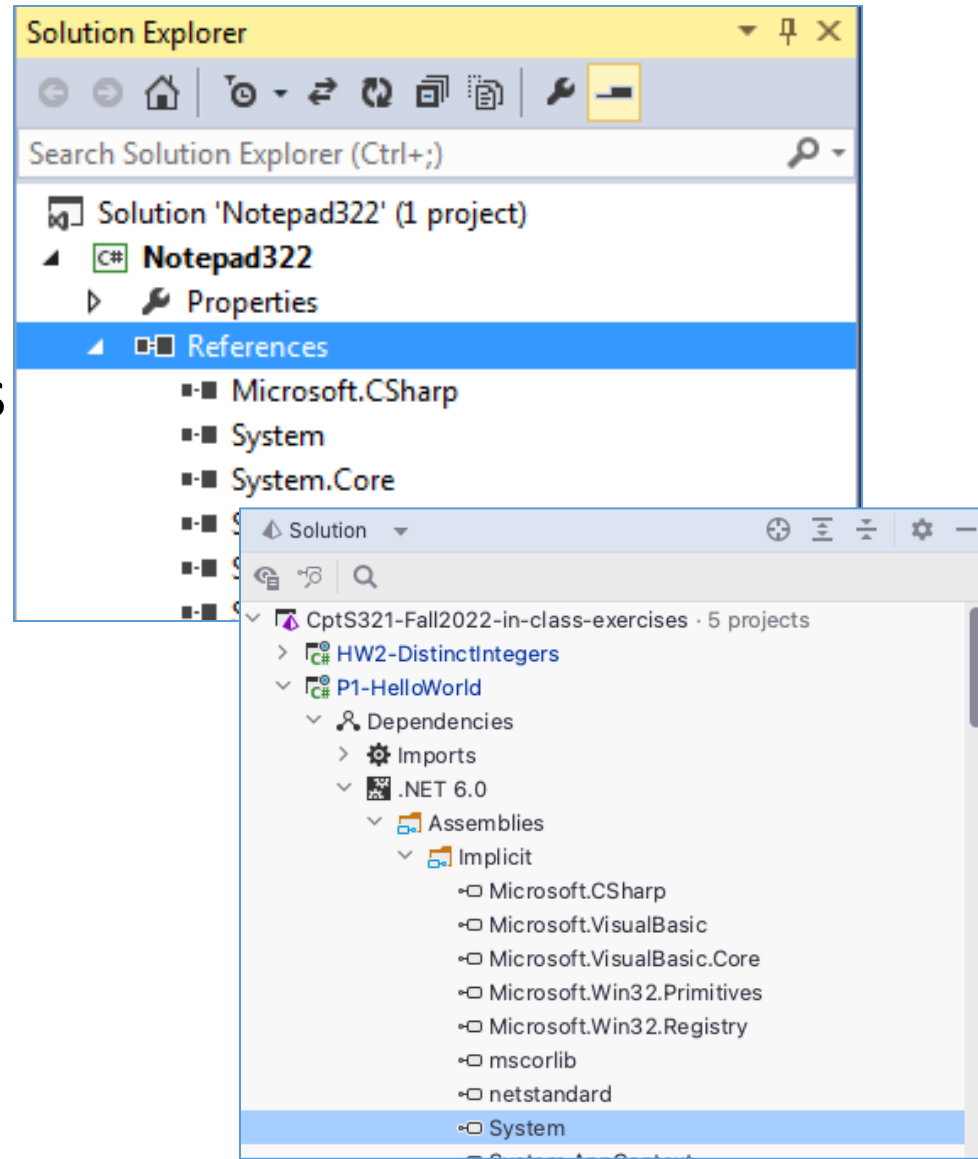 Solution Explorer
Search Solution Explorer (Ctrl+;)
Solution 'Notepad322' (1 project)
C# Notepad322
Properties
References
Microsoft.CSharp
System
System.Core
Solution
CptS321-Fall2022-in-class-exercises · 5 projects
C# HW2-DistinctIntegers
C# P1-HelloWorld
Dependencies
Imports
.NET 6.0
Assemblies
Implicit
Microsoft.CSharp
Microsoft.VisualBasic
Microsoft.VisualBasic.Core
Microsoft.Win32.Primitives
Microsoft.Win32.Registry
mscorlib
netstandard
System
System.AppContext